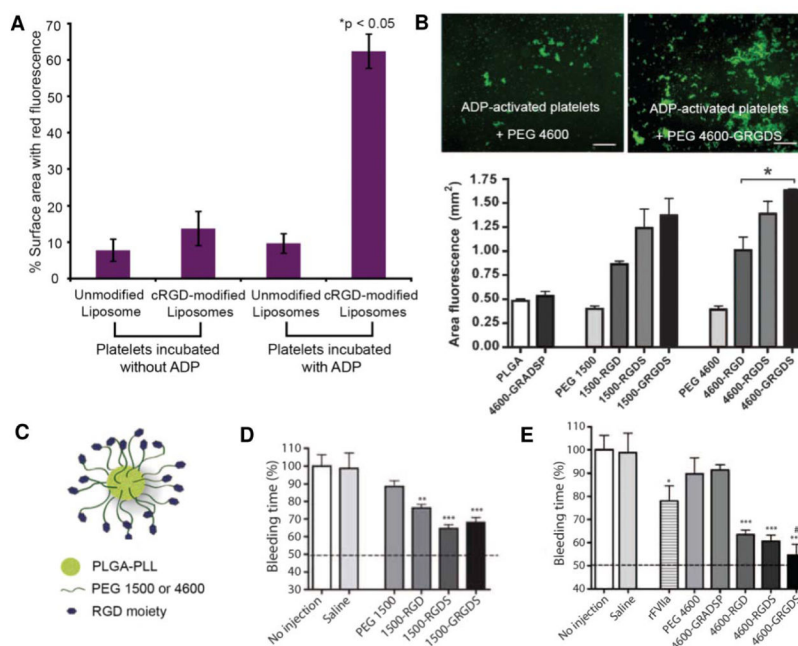 A
*p < 0.05
% Surface area with red fluorescence
70
60
50
40
30
20
10
0
Unmodified
Liposome
cRGD-modified
Liposomes
Unmodified
Liposomes
cRGD-modified
Liposomes
Platelets incubated
without ADP
Platelets incubated
with ADP
B
ADP-activated platelets
+ PEG 4600
ADP-activated platelets
+ PEG 4600-GRGDS
*
Area fluorescence (mm²)
1.75
1.50
1.25
1.00
0.75
0.50
0.25
0.00
PLGA
4600-GRADSP
PEG 1500
1500-RGD
1500-RGDS
1500-GRGDS
PEG 4600
4600-RGD
4600-RGDS
4600-GRGDS
C
PLGA-PLL
PEG 1500 or 4600
RGD moiety
D
Bleeding time (%)
110
100
90
80
70
60
50
40
30
**
***
***
No injection
Saline
PEG 1500
1500-RGD
1500-RGDS
1500-GRGDS
E
Bleeding time (%)
110
100
90
80
70
60
50
40
*
***
***
#
No injection
Saline
rFVIIa
PEG 4600
4600-GRADSP
4600-RGD
4600-RGDS
4600-GRGDS